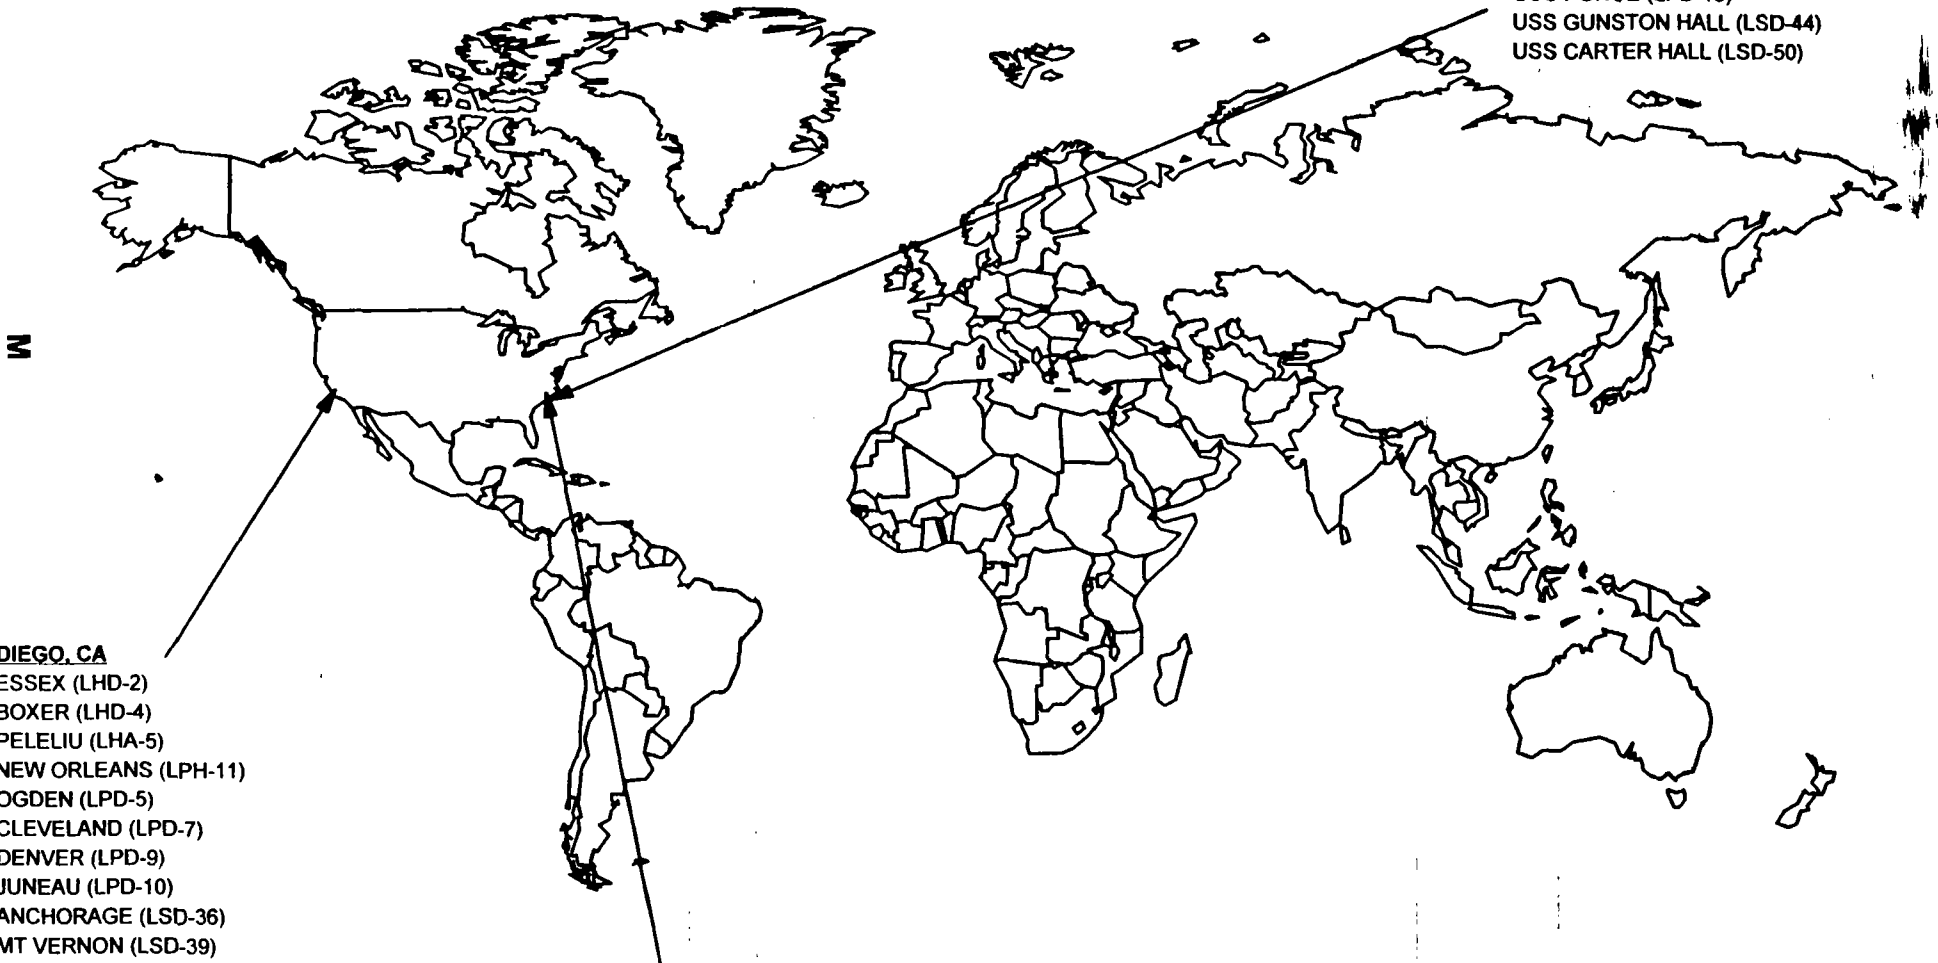 USS GUNSTON HALL (LSD-44)
USS CARTER HALL (LSD-50)
M
DIEGO, CA
ESSEX (LHD-2)
BOXER (LHD-4)
PELELIU (LHA-5)
NEW ORLEANS (LPH-11)
OGDEN (LPD-5)
CLEVELAND (LPD-7)
DENVER (LPD-9)
JUNEAU (LPD-10)
ANCHORAGE (LSD-36)
MT VERNON (LSD-39)